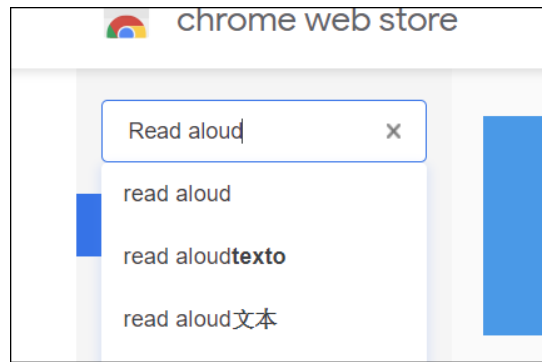 chrome web store
Read aloud
read aloud
read aloudtexto
read aloud文本